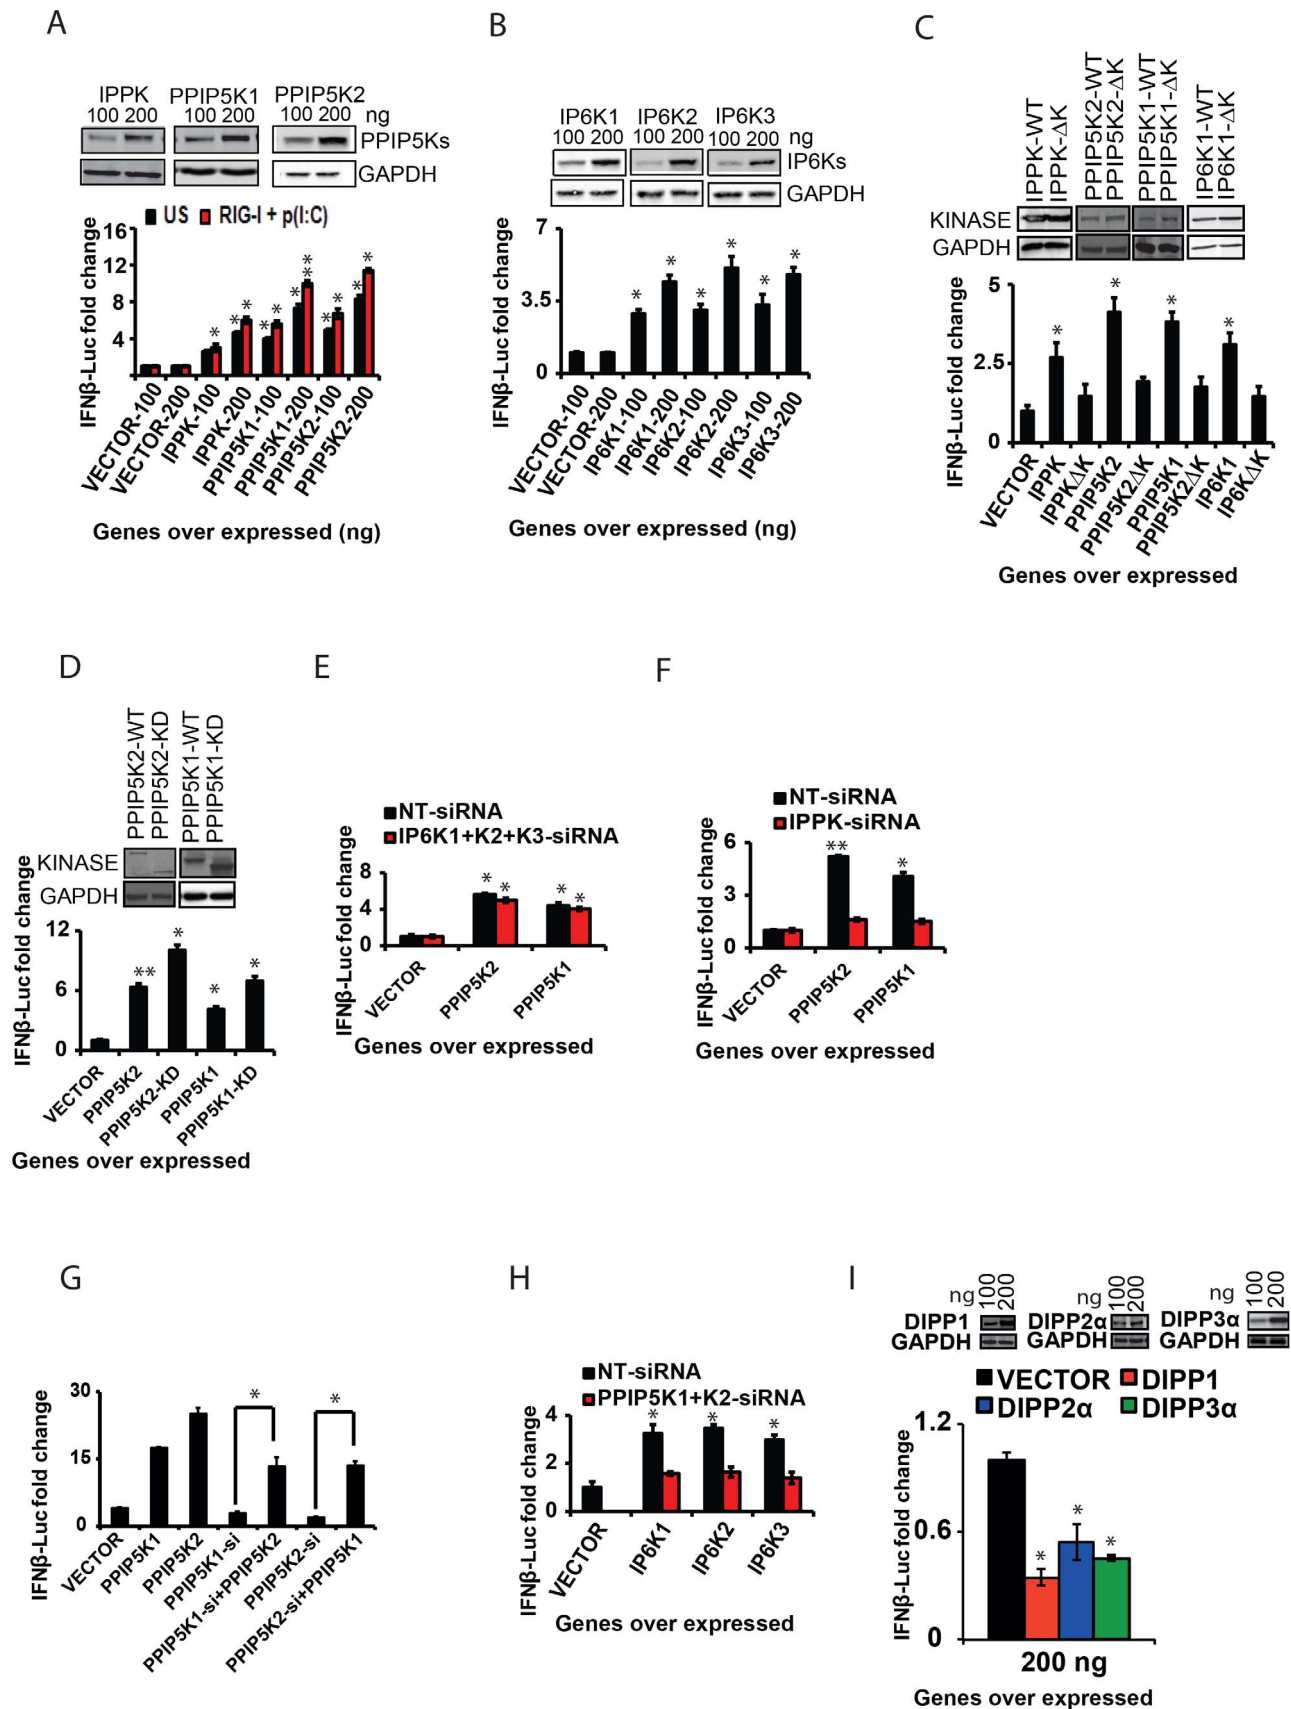 A
IPPK PPIP5K1 PPIP5K2
100 200 100 200 100 200 ng
PPIP5Ks
GAPDH
US RIG-I + p(I:C)
IFNβ-Luc fold change
16
12
8
4
* * * * * * * * * * * *
VECTOR-100
VECTOR-200
IPPK-100
IPPK-200
PPIP5K1-100
PPIP5K1-200
PPIP5K2-100
PPIP5K2-200
Genes over expressed (ng)
B
IP6K1 IP6K2 IP6K3
100 200 100 200 100 200 ng
IP6Ks
GAPDH
IFNβ-Luc fold change
7
3.5
0
* * * * * *
VECTOR-100
VECTOR-200
IP6K1-100
IP6K1-200
IP6K2-100
IP6K2-200
IP6K3-100
IP6K3-200
Genes over expressed (ng)
C
IPPK-WT
IPPK-ΔK
PPIP5K2-WT
PPIP5K2-ΔK
PPIP5K1-WT
PPIP5K1-ΔK
IP6K1-WT
IP6K1-ΔK
KINASE
GAPDH
IFNβ-Luc fold change
5
2.5
0
* * * *
VECTOR
IPPK
IPPKΔK
PPIP5K2
PPIP5K2ΔK
PPIP5K1
PPIP5K2ΔK
IP6K1
IP6KΔK
Genes over expressed
D
PPIP5K2-WT
PPIP5K2-KD
PPIP5K1-WT
PPIP5K1-KD
KINASE
GAPDH
IFNβ-Luc fold change
12
6
0
** * * *
VECTOR
PPIP5K2
PPIP5K2-KD
PPIP5K1
PPIP5K1-KD
Genes over expressed
E
NT-siRNA
IP6K1+K2+K3-siRNA
IFNβ-Luc fold change
8
4
0
* * * *
VECTOR
PPIP5K2
PPIP5K1
Genes over expressed
F
NT-siRNA
IPPK-siRNA
IFNβ-Luc fold change
6
3
0
** *
VECTOR
PPIP5K2
PPIP5K1
Genes over expressed
G
IFNβ-Luc fold change
30
15
0
* *
VECTOR
PPIP5K1
PPIP5K2
PPIP5K1-si
PPIP5K1-si+PPIP5K2
PPIP5K2-si
PPIP5K2-si+PPIP5K1
H
NT-siRNA
PPIP5K1+K2-siRNA
IFNβ-Luc fold change
4
2
0
* * *
VECTOR
IP6K1
IP6K2
IP6K3
Genes over expressed
I
ng 100 200 ng 100 200 ng 100 200
DIPP1 DIPP2α DIPP3α
GAPDH GAPDH GAPDH
VECTOR DIPP1
DIPP2α DIPP3α
IFNβ-Luc fold change
1.2
0.6
0
* * *
200 ng
Genes over expressed